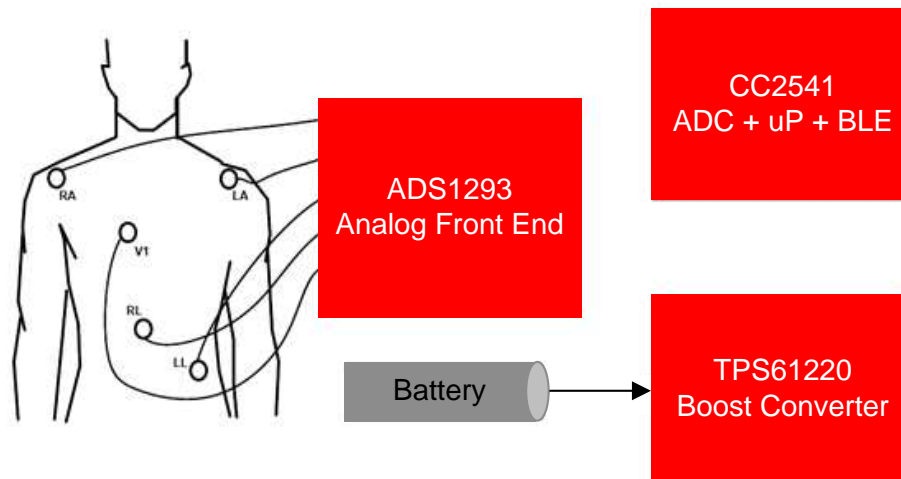 CC2541
ADC + uP + BLE
ADS1293
Analog Front End
RA
LA
V1
RL
LL
Battery
TPS61220
Boost Converter